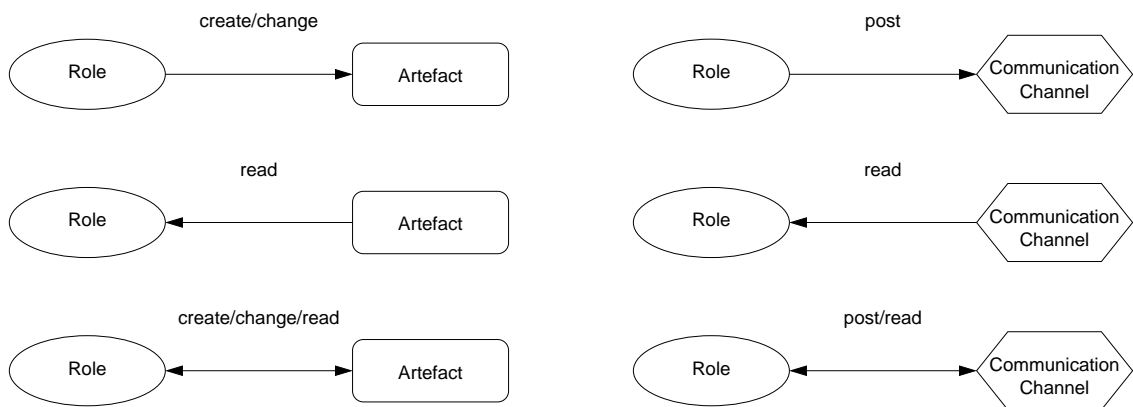 create/change
post
Role
Artefact
Role
Communication
Channel
read
read
Role
Artefact
Role
Communication
Channel
create/change/read
post/read
Role
Artefact
Role
Communication
Channel